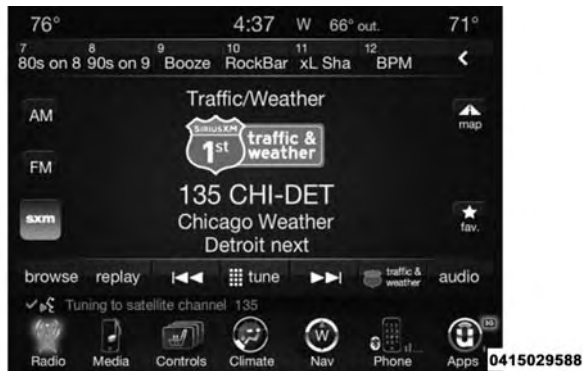 76° 4:37 W 66° out. 71°
7 8 9 10 11 12
80s on 8 90s on 9 Booze RockBar xL Sha BPM
Traffic/Weather
AM
SIRIUSXM
1st
traffic &
weather
map
FM
135 CHI-DET
sxm
Chicago Weather
fav.
Detroit next
browse replay tune traffic & weather audio
Tuning to satellite channel 135
W 3G
Radio Media Controls Climate Nav Phone Apps
0415029588